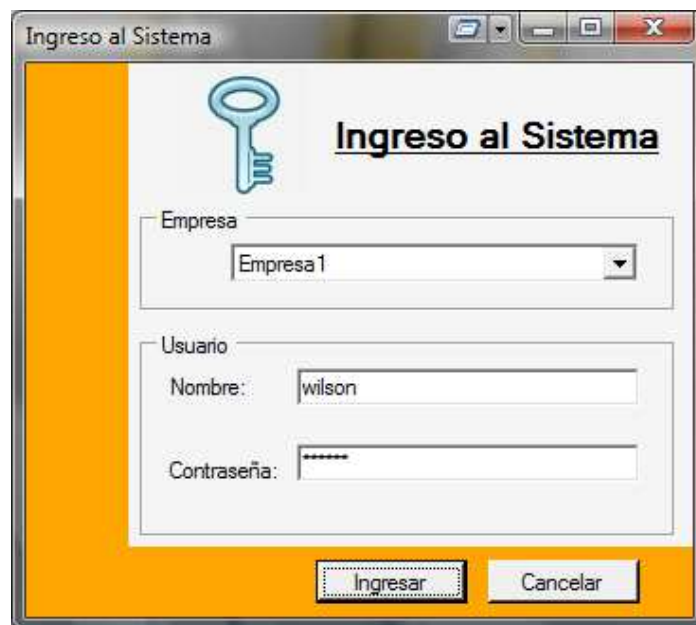 Ingreso al Sistema
Ingreso al Sistema
Empresa
Empresa1
Usuario
Nombre: wilson
Contraseña: ******
Ingresar Cancelar